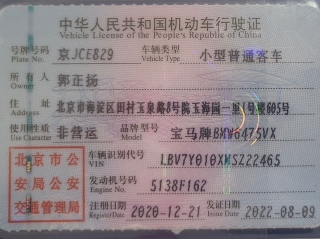 中华人民共和国机动车行驶证
Vehicle License of the People's Republic of China
号牌号码 京JCE829 车辆类型 小型普通客车
Plate No. Vehicle Type
所有人 郭正扬
Owner
住址 北京市海淀区田村玉泉路8号院玉海园一里1号楼605号
Address
使用性质 非营运 品牌型号 宝马牌BMW6475VX
Use Character Model
北京市公
安局公安
交通管理局
车辆识别代号 LBV7Y010XMSZ22465
VIN
发动机号码 5138F162
Engine No.
注册日期 2020-12-21 发证日期 2022-08-09
Register Date Issue Date